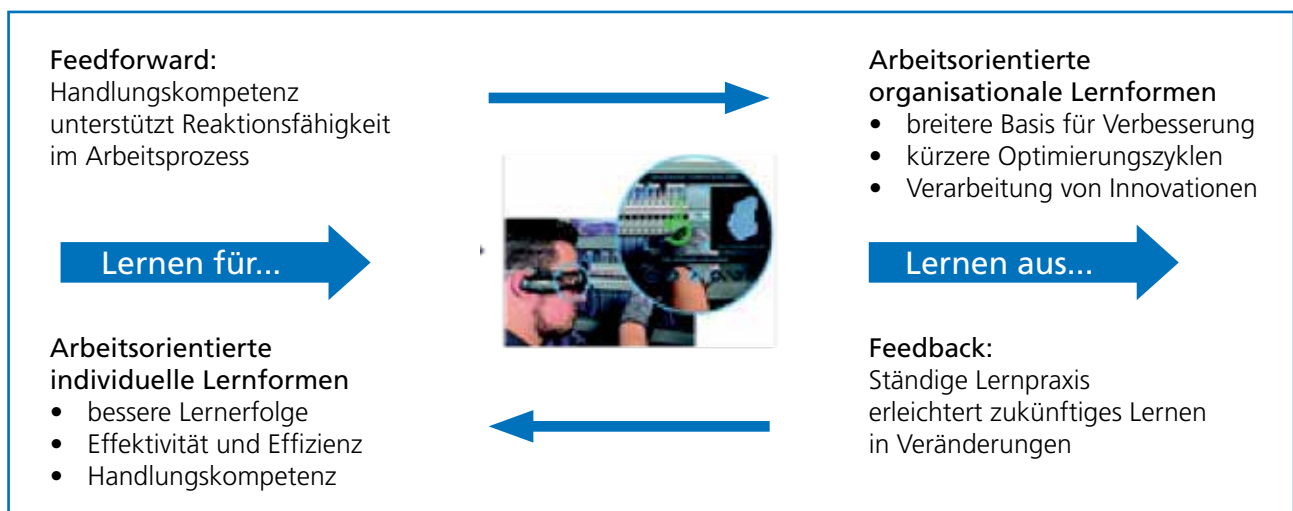 Feedforward:
Handlungskompetenz
unterstützt Reaktionsfähigkeit
im Arbeitsprozess
Lernen für...
Arbeitsorientierte
individuelle Lernformen
• bessere Lernerfolge
• Effektivität und Effizienz
• Handlungskompetenz
Arbeitsorientierte
organisationale Lernformen
• breitere Basis für Verbesserung
• kürzere Optimierungszyklen
• Verarbeitung von Innovationen
Lernen aus...
Feedback:
Ständige Lernpraxis
erleichtert zukünftiges Lernen
in Veränderungen